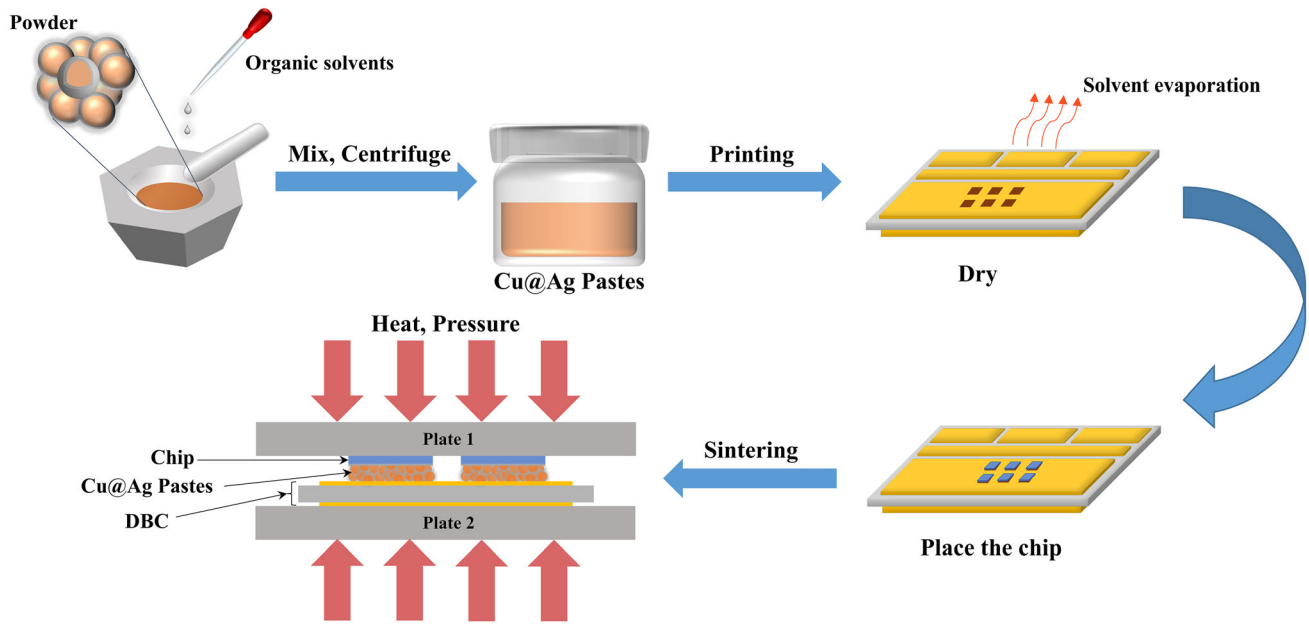 Powder
Organic solvents
Mix, Centrifuge
Cu@Ag Pastes
Printing
Solvent evaporation
Dry
Place the chip
Sintering
Heat, Pressure
Plate 1
Chip
Cu@Ag Pastes
DBC
Plate 2